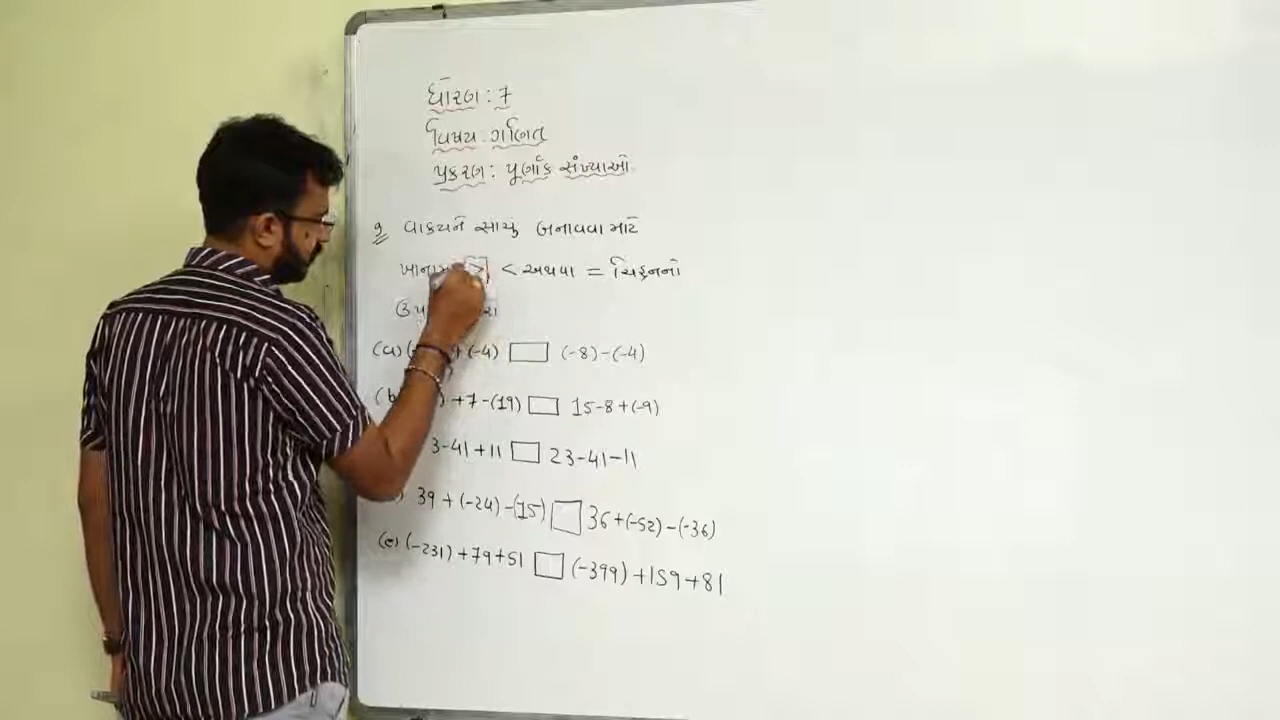 ધોરણ : 7
વિષય : ગણિત
પ્રકરણ : પૂર્ણાંક સંખ્યાઓ
૧ વાક્યને સાચું બનાવવા માટે
> < અથવા = ચિહ્નનો
(a) + (-4) □ (-8) - (-4)
+ 7 - (19) □ 15 - 8 + (-9)
3 - 41 + 11 □ 23 - 41 - 11
39 + (-24) - (15) □ 36 + (-52) - (-36)
(e) (-231) + 79 + 51 □ (-399) + 159 + 81